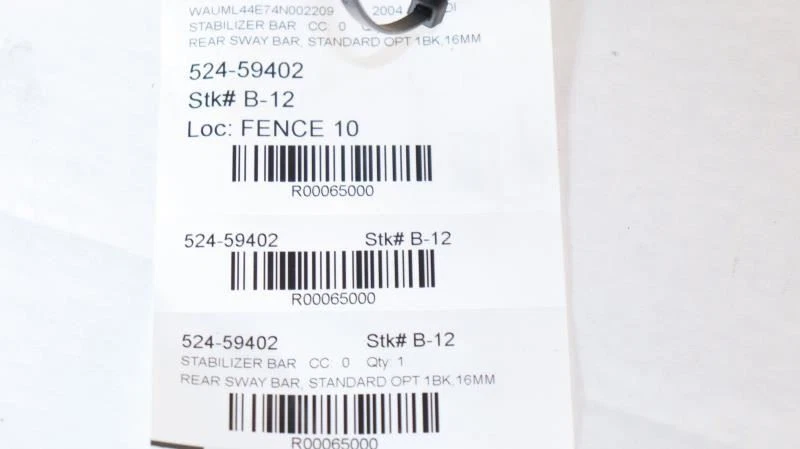 WAUML44E74N002209 2004 DI
STABILIZER BAR CC: 0 Q
REAR SWAY BAR, STANDARD OPT 1BK,16MM
524-59402
Stk# B-12
Loc: FENCE 10
R00065000
524-59402 Stk# B-12
R00065000
524-59402 Stk# B-12
STABILIZER BAR CC: 0 Qty: 1
REAR SWAY BAR, STANDARD OPT 1BK,16MM
R00065000